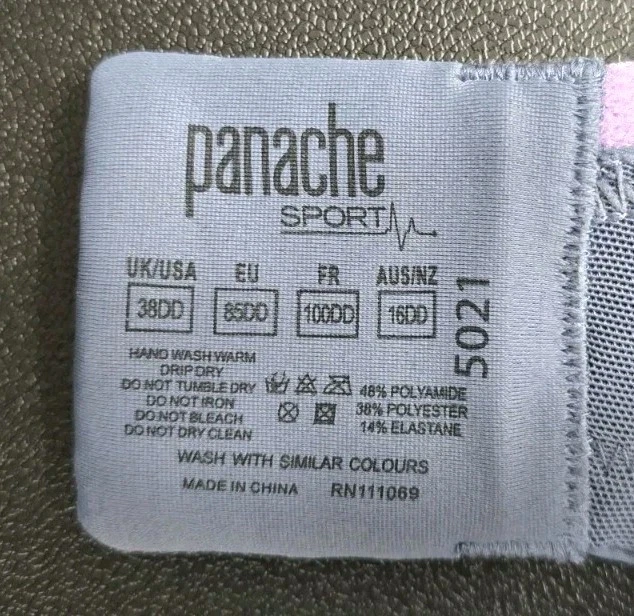 panache
SPORT
UK/USA EU FR AUS/NZ
38DD 85DD 100DD 16DD
5021
HAND WASH WARM
DRIP DRY
DO NOT TUMBLE DRY
DO NOT IRON
DO NOT BLEACH
DO NOT DRY CLEAN
48% POLYAMIDE
38% POLYESTER
14% ELASTANE
WASH WITH SIMILAR COLOURS
MADE IN CHINA RN111069